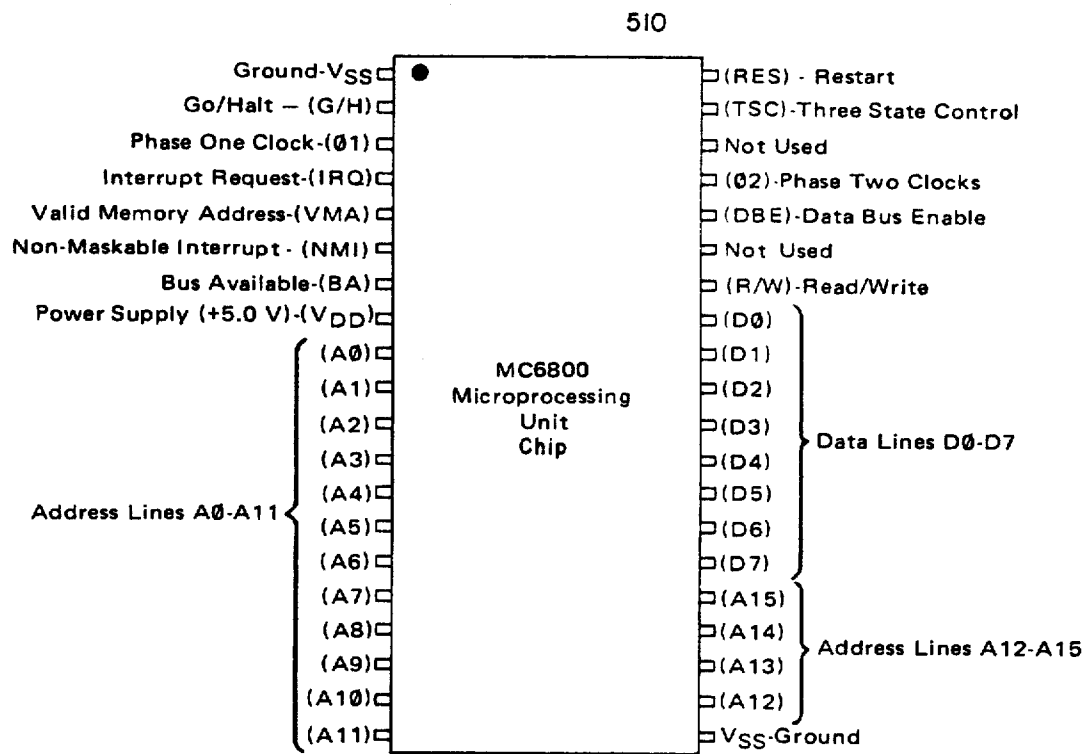 510
Ground-VSS
Go/Halt – (G/H)
Phase One Clock-(Ø1)
Interrupt Request-(IRQ)
Valid Memory Address-(VMA)
Non-Maskable Interrupt - (NMI)
Bus Available-(BA)
Power Supply (+5.0 V)-(VDD)
(AØ)
(A1)
(A2)
(A3)
(A4)
(A5)
(A6)
(A7)
(A8)
(A9)
(A1Ø)
(A11)
Address Lines AØ-A11
MC6800
Microprocessing
Unit
Chip
(RES) - Restart
(TSC)-Three State Control
Not Used
(Ø2)-Phase Two Clocks
(DBE)-Data Bus Enable
Not Used
(R/W)-Read/Write
(DØ)
(D1)
(D2)
(D3)
(D4)
(D5)
(D6)
(D7)
Data Lines DØ-D7
(A15)
(A14)
(A13)
(A12)
Address Lines A12-A15
VSS-Ground